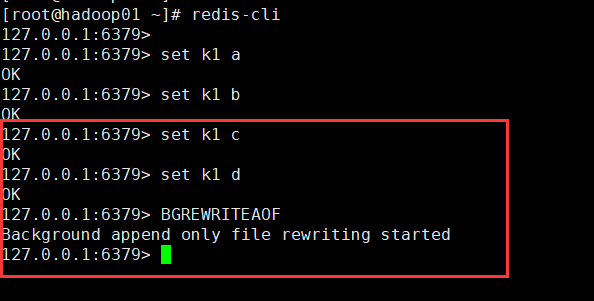 [root@hadoop01 ~]# redis-cli
127.0.0.1:6379>
127.0.0.1:6379> set k1 a
OK
127.0.0.1:6379> set k1 b
OK
127.0.0.1:6379> set k1 c
OK
127.0.0.1:6379> set k1 d
OK
127.0.0.1:6379> BGREWRITEAOF
Background append only file rewriting started
127.0.0.1:6379>